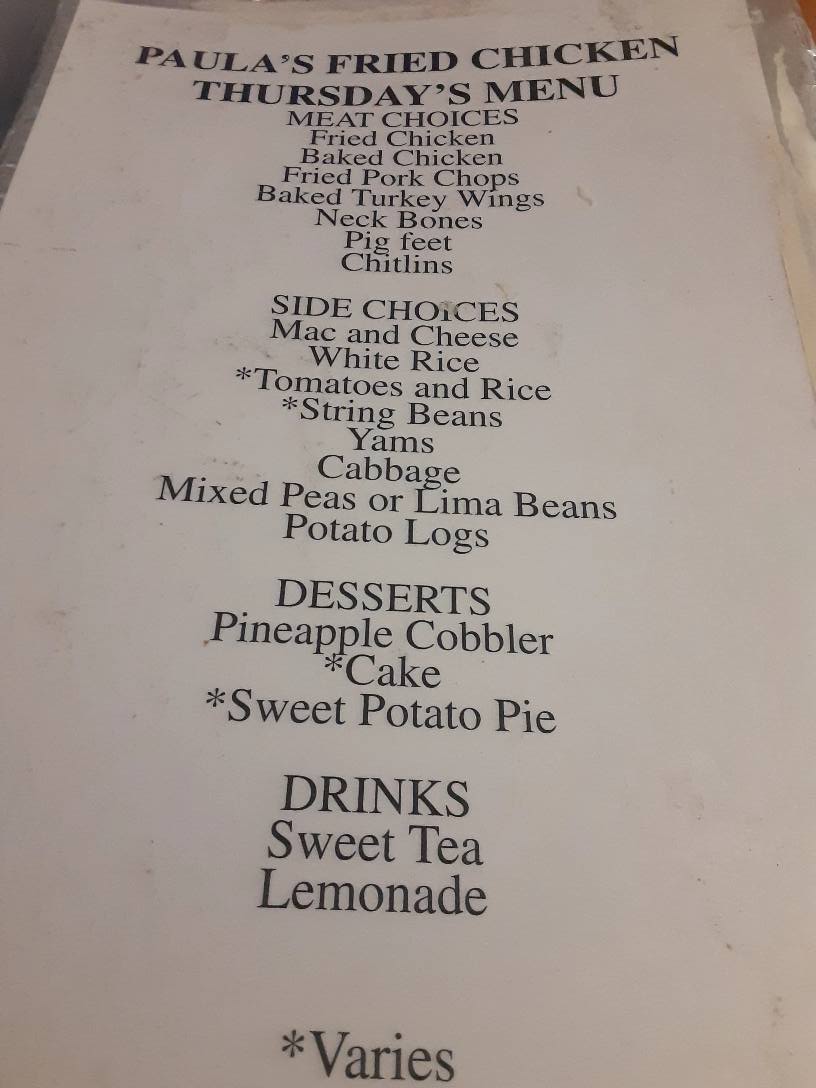 PAULA'S FRIED CHICKEN
THURSDAY'S MENU
MEAT CHOICES
Fried Chicken
Baked Chicken
Fried Pork Chops
Baked Turkey Wings
Neck Bones
Pig feet
Chitlins
SIDE CHOICES
Mac and Cheese
White Rice
*Tomatoes and Rice
*String Beans
Yams
Cabbage
Mixed Peas or Lima Beans
Potato Logs
DESSERTS
Pineapple Cobbler
*Cake
*Sweet Potato Pie
DRINKS
Sweet Tea
Lemonade
*Varies